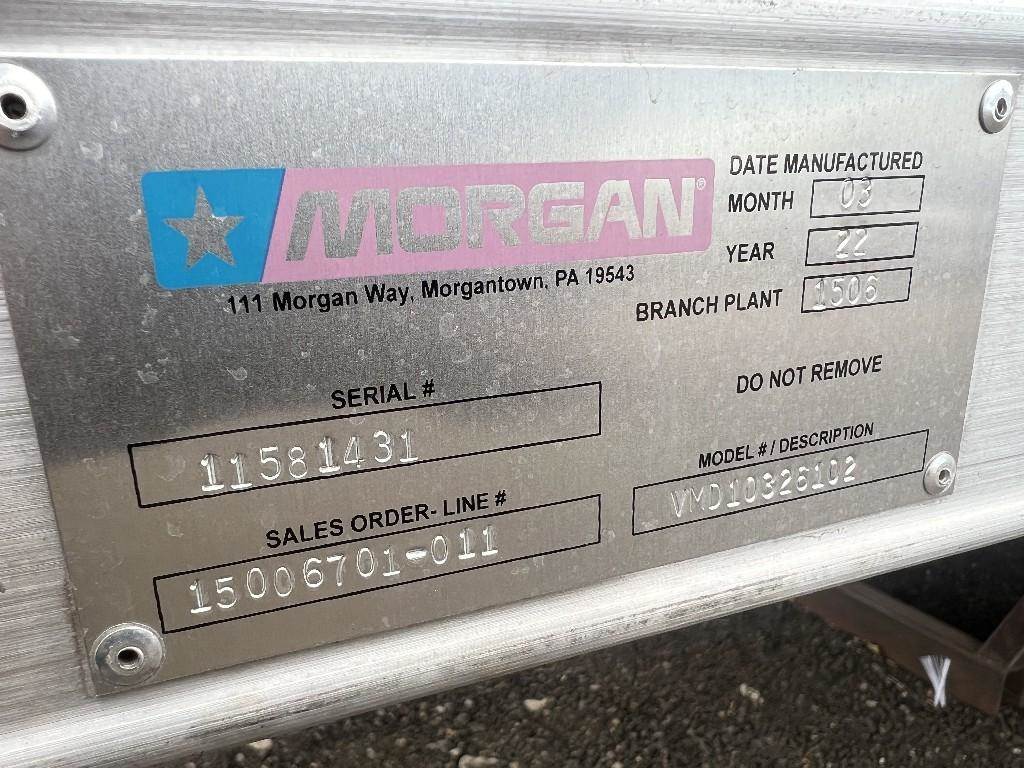 MORGAN®
111 Morgan Way, Morgantown, PA 19543
DATE MANUFACTURED
MONTH 03
YEAR 22
BRANCH PLANT 1506
DO NOT REMOVE
SERIAL #
11581431
SALES ORDER- LINE #
15006701-011
MODEL # / DESCRIPTION
VMD10326102